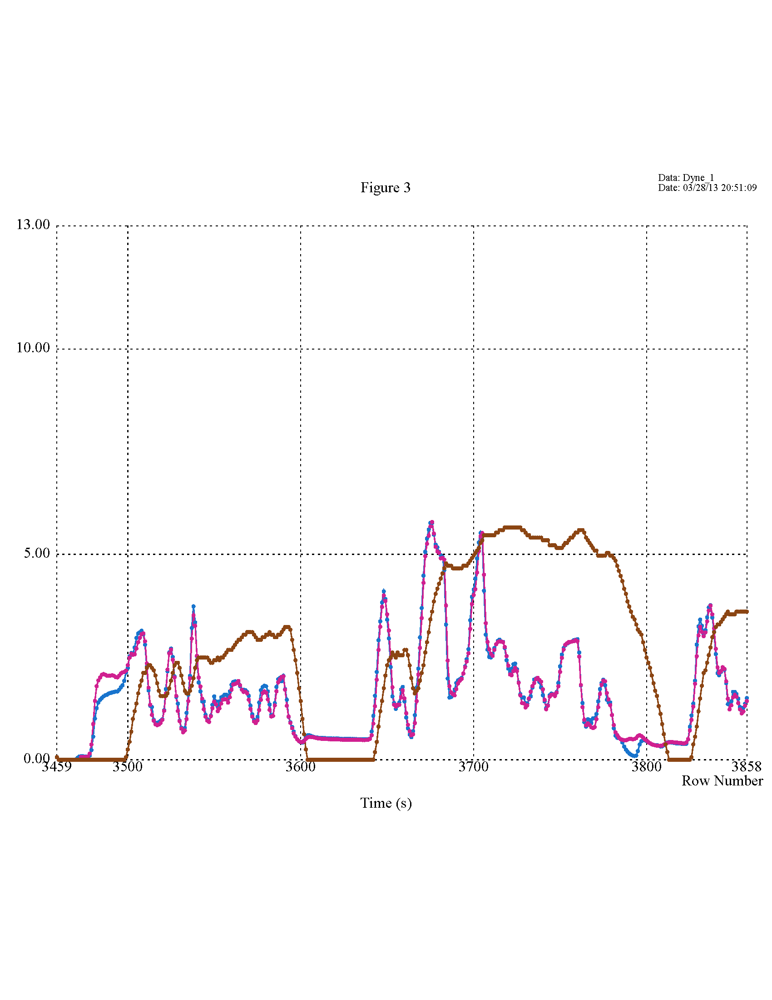 Data: Dyne_1
Figure 3
Date: 03/28/13 20:51:09
13.00
10.00
5.00
0.00
3459 3500 3600 3700 3800 3858
Row Number
Time (s)